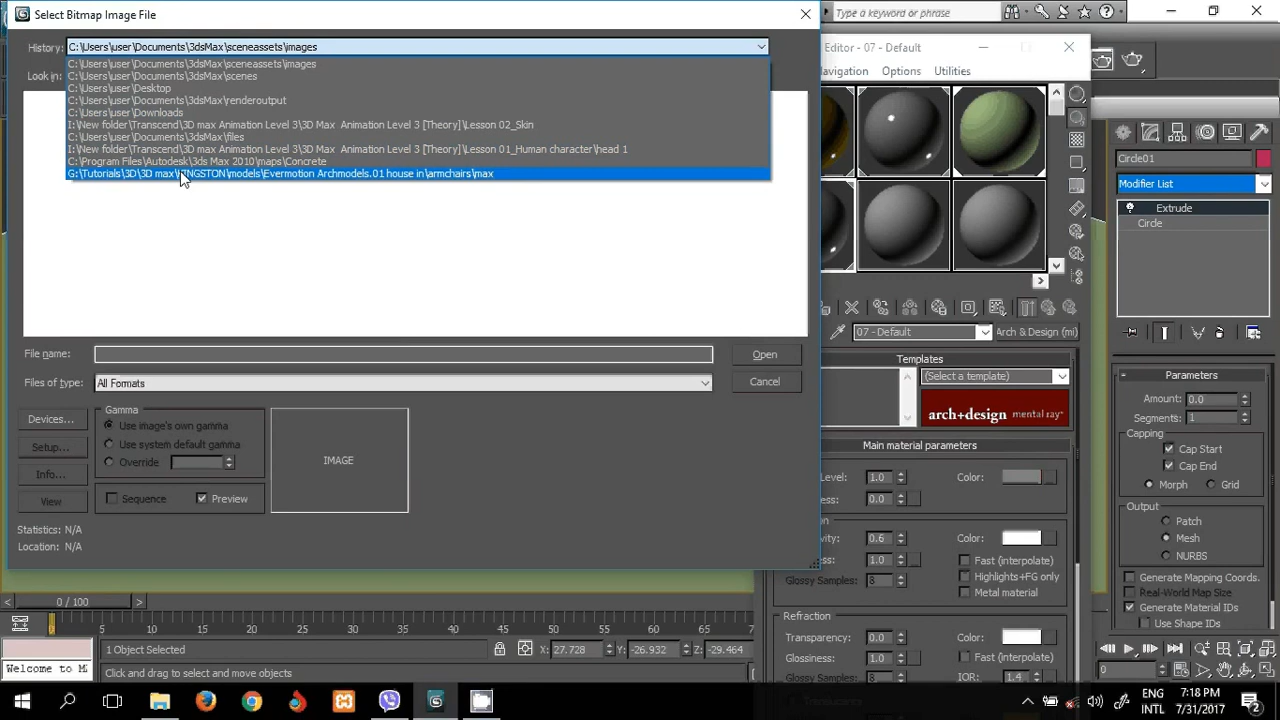 Select Bitmap Image File
Type a keyword or phrase
History:
C:\Users\user\Documents\3dsMax\sceneassets\images
C:\Users\user\Documents\3dsMax\sceneassets\images
C:\Users\user\Documents\3dsMax\scenes
C:\Users\user\Desktop
C:\Users\user\Documents\3dsMax\renderoutput
C:\Users\user\Downloads
I:\New folder\Transcend\3D max Animation Level 3\3D Max Animation Level 3 [Theory]\Lesson 02_Skin
C:\Users\user\Documents\3dsMax\files
I:\New folder\Transcend\3D max Animation Level 3\3D Max Animation Level 3 [Theory]\Lesson 01_Human character\head 1
C:\Program Files\Autodesk\3ds Max 2010\maps\Concrete
G:\Tutorials\3D\3D max\KINGSTON\models\Evermotion Archmodels.01 house in\armchairs\max
Look in:
File name:
Open
Files of type:
All Formats
Cancel
Devices...
Setup...
Info...
View
Gamma
Use image's own gamma
Use system default gamma
Override
Sequence
Preview
IMAGE
Statistics: N/A
Location: N/A
Editor - 07 - Default
Options
Utilities
07 - Default
Arch & Design (mi)
Templates
(Select a template)
arch+design mental ray
Main material parameters
Level: 1.0 Color:
0.0
0.6 Color:
1.0
Fast (interpolate)
Highlights+FG only
Glossy Samples: 8
Metal material
Refraction
Transparency: 0.0 Color:
Glossiness: 1.0
Fast (interpolate)
Glossy Samples: 8
IOR: 1.4
Circle01
Modifier List
Extrude
Circle
Parameters
Amount: 0.0
Segments: 1
Capping
Cap Start
Cap End
Morph Grid
Output
Patch
Mesh
NURBS
Generate Mapping Coords.
Real-World Map Size
Generate Material IDs
Use Shape IDs
0 / 100
0 5 10 15 20 25 30 35 40 45 50 55 60 65
1 Object Selected
X: 27.728 Y: -26.932 Z: -29.464
Welcome to M
Click and drag to select and move objects
0
ENG
INTL
7:18 PM
7/31/2017
2